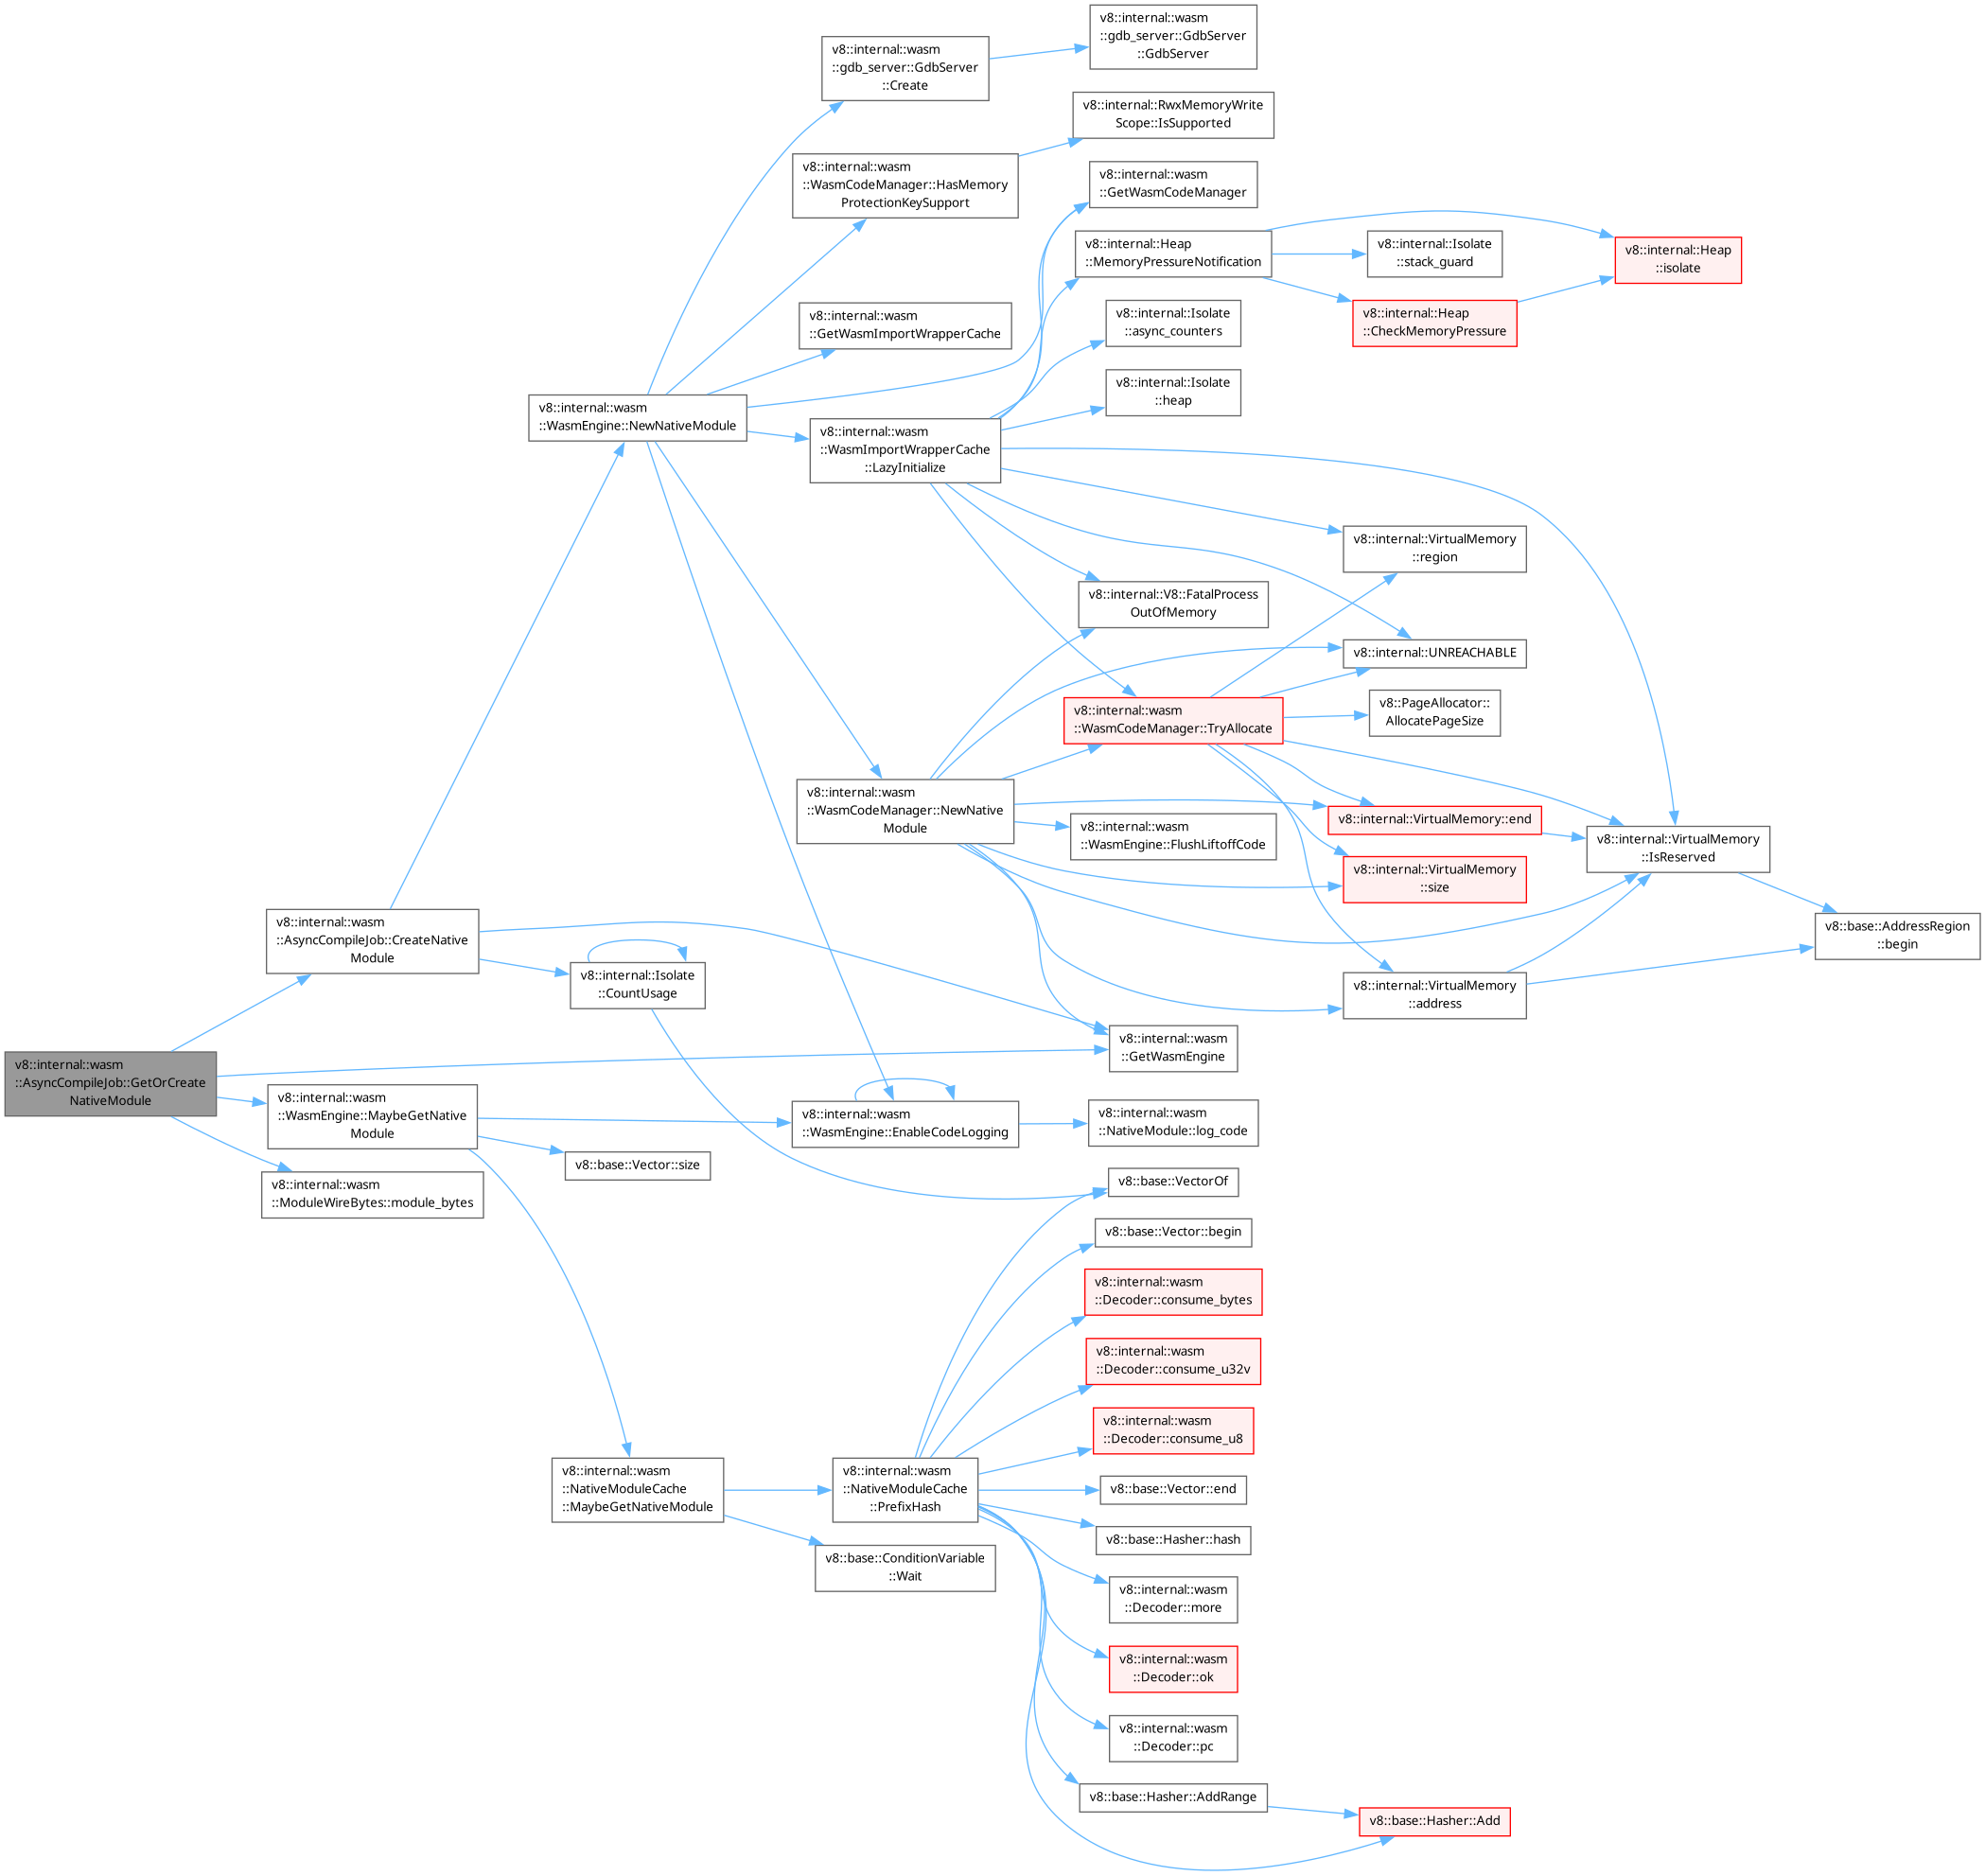 v8::internal::wasm
::gdb_server::GdbServer
::GdbServer
v8::internal::wasm
::gdb_server::GdbServer
::Create
v8::internal::RwxMemoryWrite
Scope::IsSupported
v8::internal::wasm
::WasmCodeManager::HasMemory
ProtectionKeySupport
v8::internal::wasm
::GetWasmCodeManager
v8::internal::Heap
::MemoryPressureNotification
v8::internal::Isolate
::stack_guard
v8::internal::Heap
::isolate
v8::internal::wasm
::GetWasmImportWrapperCache
v8::internal::Isolate
::async_counters
v8::internal::Heap
::CheckMemoryPressure
v8::internal::Isolate
::heap
v8::internal::wasm
::WasmEngine::NewNativeModule
v8::internal::wasm
::WasmImportWrapperCache
::LazyInitialize
v8::internal::VirtualMemory
::region
v8::internal::V8::FatalProcess
OutOfMemory
v8::internal::UNREACHABLE
v8::internal::wasm
::WasmCodeManager::TryAllocate
v8::PageAllocator::
AllocatePageSize
v8::internal::wasm
::WasmCodeManager::NewNative
Module
v8::internal::VirtualMemory::end
v8::internal::wasm
::WasmEngine::FlushLiftoffCode
v8::internal::VirtualMemory
::IsReserved
v8::internal::VirtualMemory
::size
v8::base::AddressRegion
::begin
v8::internal::wasm
::AsyncCompileJob::CreateNative
Module
v8::internal::Isolate
::CountUsage
v8::internal::VirtualMemory
::address
v8::internal::wasm
::GetWasmEngine
v8::internal::wasm
::AsyncCompileJob::GetOrCreate
NativeModule
v8::internal::wasm
::WasmEngine::MaybeGetNative
Module
v8::internal::wasm
::WasmEngine::EnableCodeLogging
v8::internal::wasm
::NativeModule::log_code
v8::base::Vector::size
v8::internal::wasm
::ModuleWireBytes::module_bytes
v8::base::VectorOf
v8::base::Vector::begin
v8::internal::wasm
::Decoder::consume_bytes
v8::internal::wasm
::Decoder::consume_u32v
v8::internal::wasm
::Decoder::consume_u8
v8::internal::wasm
::NativeModuleCache
::MaybeGetNativeModule
v8::internal::wasm
::NativeModuleCache
::PrefixHash
v8::base::Vector::end
v8::base::Hasher::hash
v8::base::ConditionVariable
::Wait
v8::internal::wasm
::Decoder::more
v8::internal::wasm
::Decoder::ok
v8::internal::wasm
::Decoder::pc
v8::base::Hasher::AddRange
v8::base::Hasher::Add